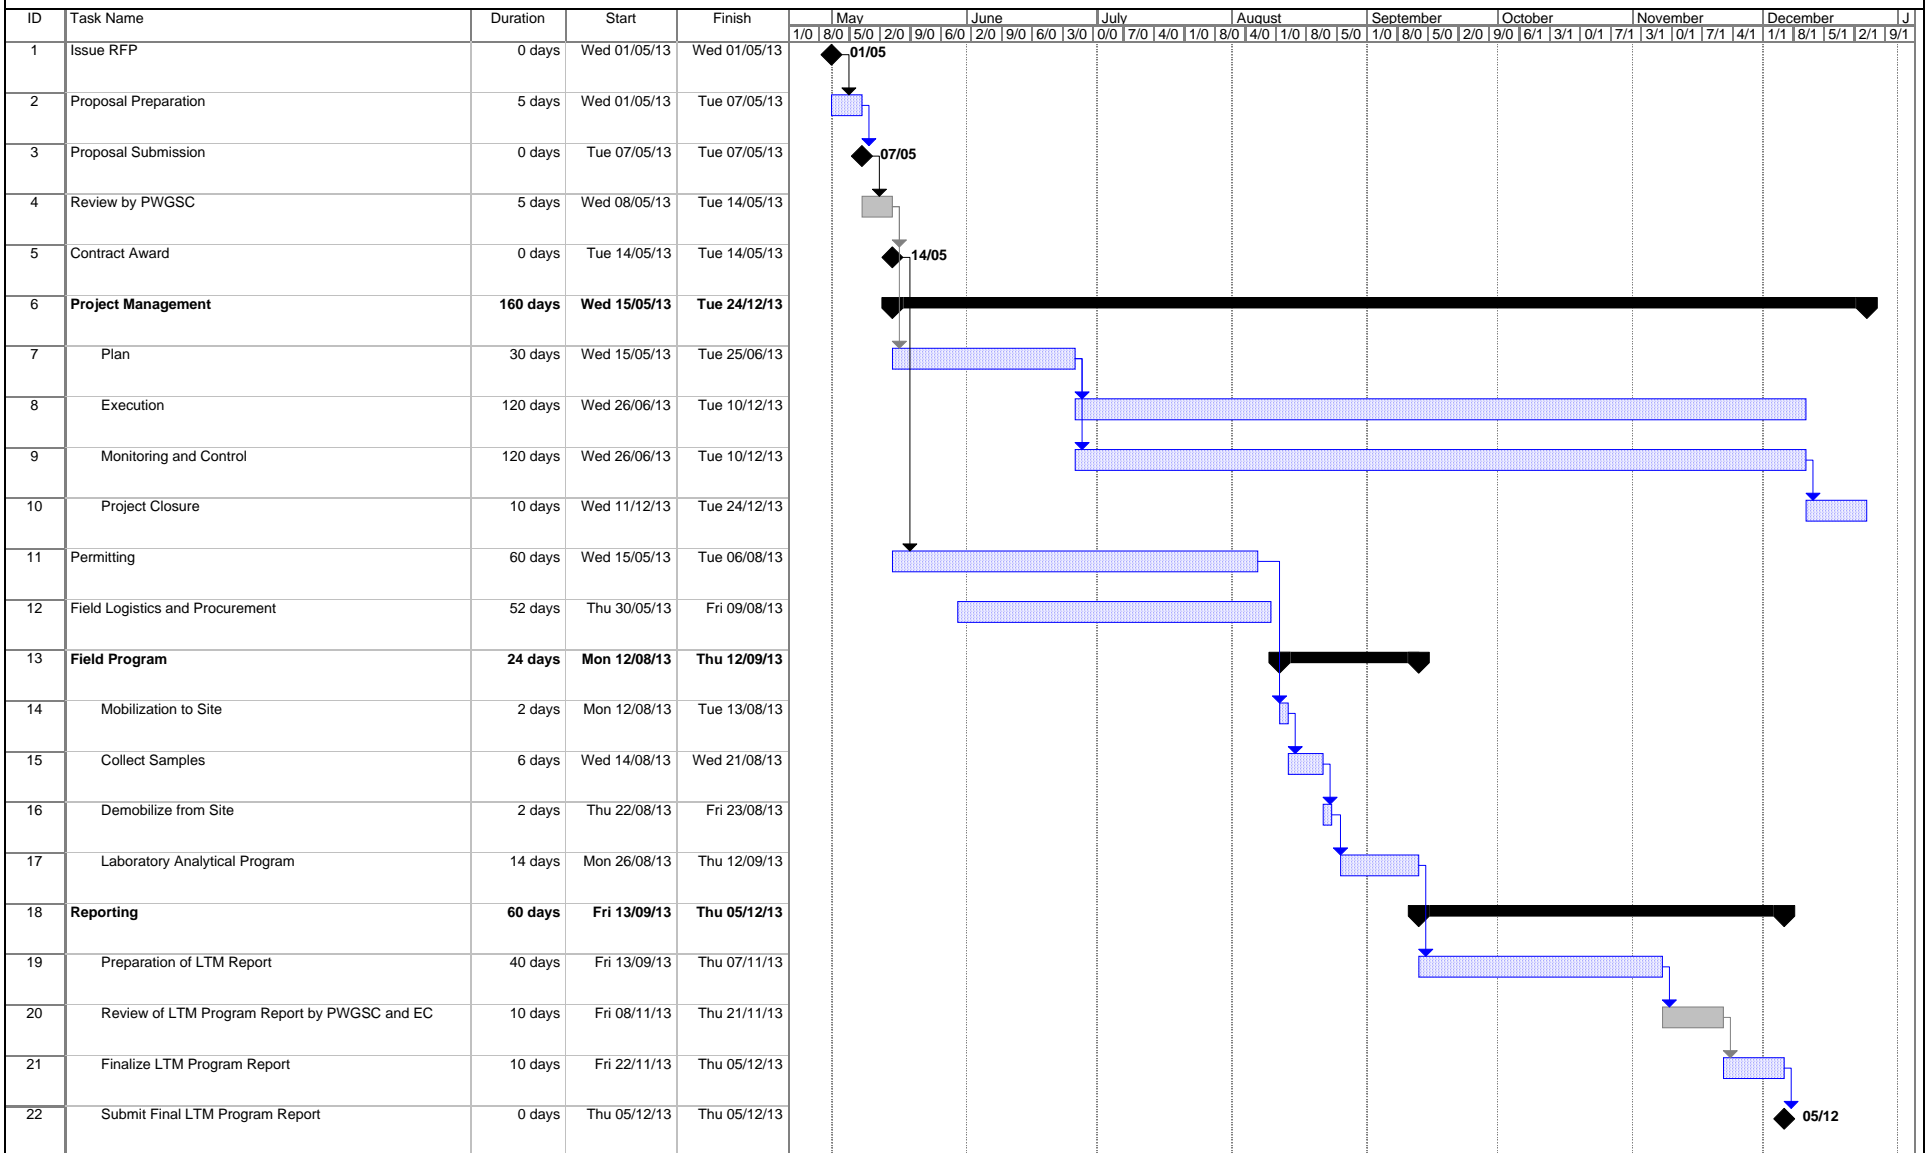 ID Task Name Duration Start Finish May June July August September October November December J
1/0 8/0 5/0 2/0 9/0 6/0 2/0 9/0 6/0 3/0 0/0 7/0 4/0 1/0 8/0 4/0 1/0 8/0 5/0 1/0 8/0 5/0 2/0 9/0 6/1 3/1 0/1 7/1 3/1 0/1 7/1 4/1 1/1 8/1 5/1 2/1 9/1
1 Issue RFP 0 days Wed 01/05/13 Wed 01/05/13 01/05
2 Proposal Preparation 5 days Wed 01/05/13 Tue 07/05/13
3 Proposal Submission 0 days Tue 07/05/13 Tue 07/05/13 07/05
4 Review by PWGSC 5 days Wed 08/05/13 Tue 14/05/13
5 Contract Award 0 days Tue 14/05/13 Tue 14/05/13 14/05
6 Project Management 160 days Wed 15/05/13 Tue 24/12/13
7 Plan 30 days Wed 15/05/13 Tue 25/06/13
8 Execution 120 days Wed 26/06/13 Tue 10/12/13
9 Monitoring and Control 120 days Wed 26/06/13 Tue 10/12/13
10 Project Closure 10 days Wed 11/12/13 Tue 24/12/13
11 Permitting 60 days Wed 15/05/13 Tue 06/08/13
12 Field Logistics and Procurement 52 days Thu 30/05/13 Fri 09/08/13
13 Field Program 24 days Mon 12/08/13 Thu 12/09/13
14 Mobilization to Site 2 days Mon 12/08/13 Tue 13/08/13
15 Collect Samples 6 days Wed 14/08/13 Wed 21/08/13
16 Demobilize from Site 2 days Thu 22/08/13 Fri 23/08/13
17 Laboratory Analytical Program 14 days Mon 26/08/13 Thu 12/09/13
18 Reporting 60 days Fri 13/09/13 Thu 05/12/13
19 Preparation of LTM Report 40 days Fri 13/09/13 Thu 07/11/13
20 Review of LTM Program Report by PWGSC and EC 10 days Fri 08/11/13 Thu 21/11/13
21 Finalize LTM Program Report 10 days Fri 22/11/13 Thu 05/12/13
22 Submit Final LTM Program Report 0 days Thu 05/12/13 Thu 05/12/13 05/12